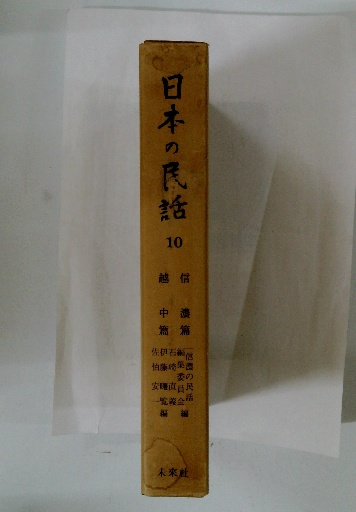 日本の民話
10
信濃篇
「信濃の民話」編集委員会編
越中篇
石崎直義
伊藤曙覧
佐伯安一
編
未來社